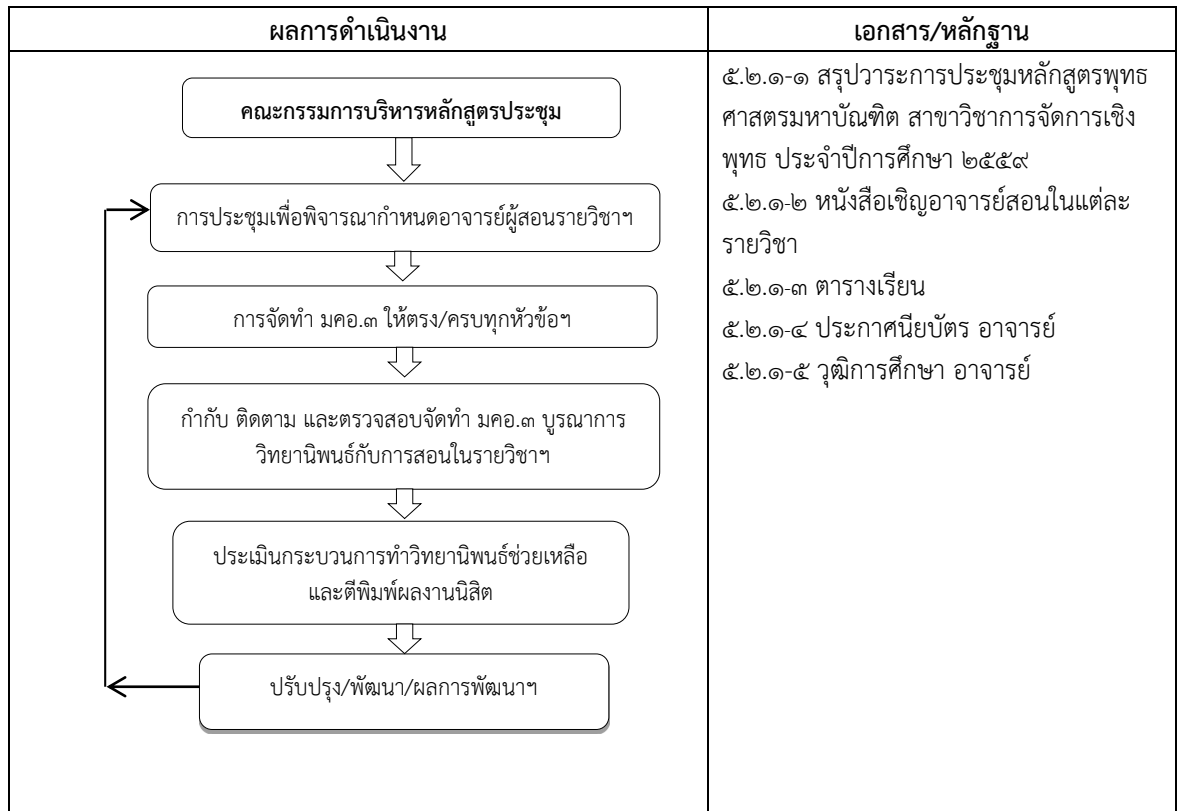 ผลการดำเนินงาน
เอกสาร/หลักฐาน
คณะกรรมการบริหารหลักสูตรประชุม
การประชุมเพื่อพิจารณากำหนดอาจารย์ผู้สอนรายวิชาฯ
การจัดทำ มคอ.๓ ให้ตรง/ครบทุกหัวข้อฯ
กำกับ ติดตาม และตรวจสอบจัดทำ มคอ.๓ บูรณาการ
วิทยานิพนธ์กับการสอนในรายวิชาฯ
ประเมินกระบวนการทำวิทยานิพนธ์ช่วยเหลือ
และตีพิมพ์ผลงานนิสิต
ปรับปรุง/พัฒนา/ผลการพัฒนาฯ
๕.๒.๑-๑ สรุปวาระการประชุมหลักสูตรพุทธ
ศาสตรมหาบัณฑิต สาขาวิชาการจัดการเชิง
พุทธ ประจำปีการศึกษา ๒๕๕๙
๕.๒.๑-๒ หนังสือเชิญอาจารย์สอนในแต่ละ
รายวิชา
๕.๒.๑-๓ ตารางเรียน
๕.๒.๑-๔ ประกาศนียบัตร อาจารย์
๕.๒.๑-๕ วุฒิการศึกษา อาจารย์